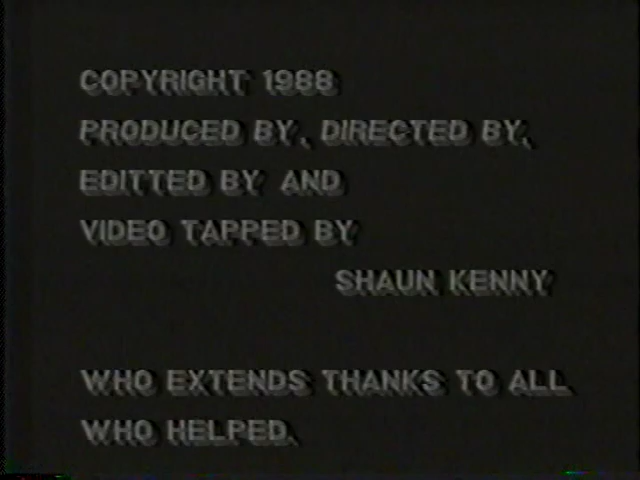 COPYRIGHT 1988
PRODUCED BY, DIRECTED BY,
EDITTED BY AND
VIDEO TAPPED BY
SHAUN KENNY
WHO EXTENDS THANKS TO ALL
WHO HELPED.